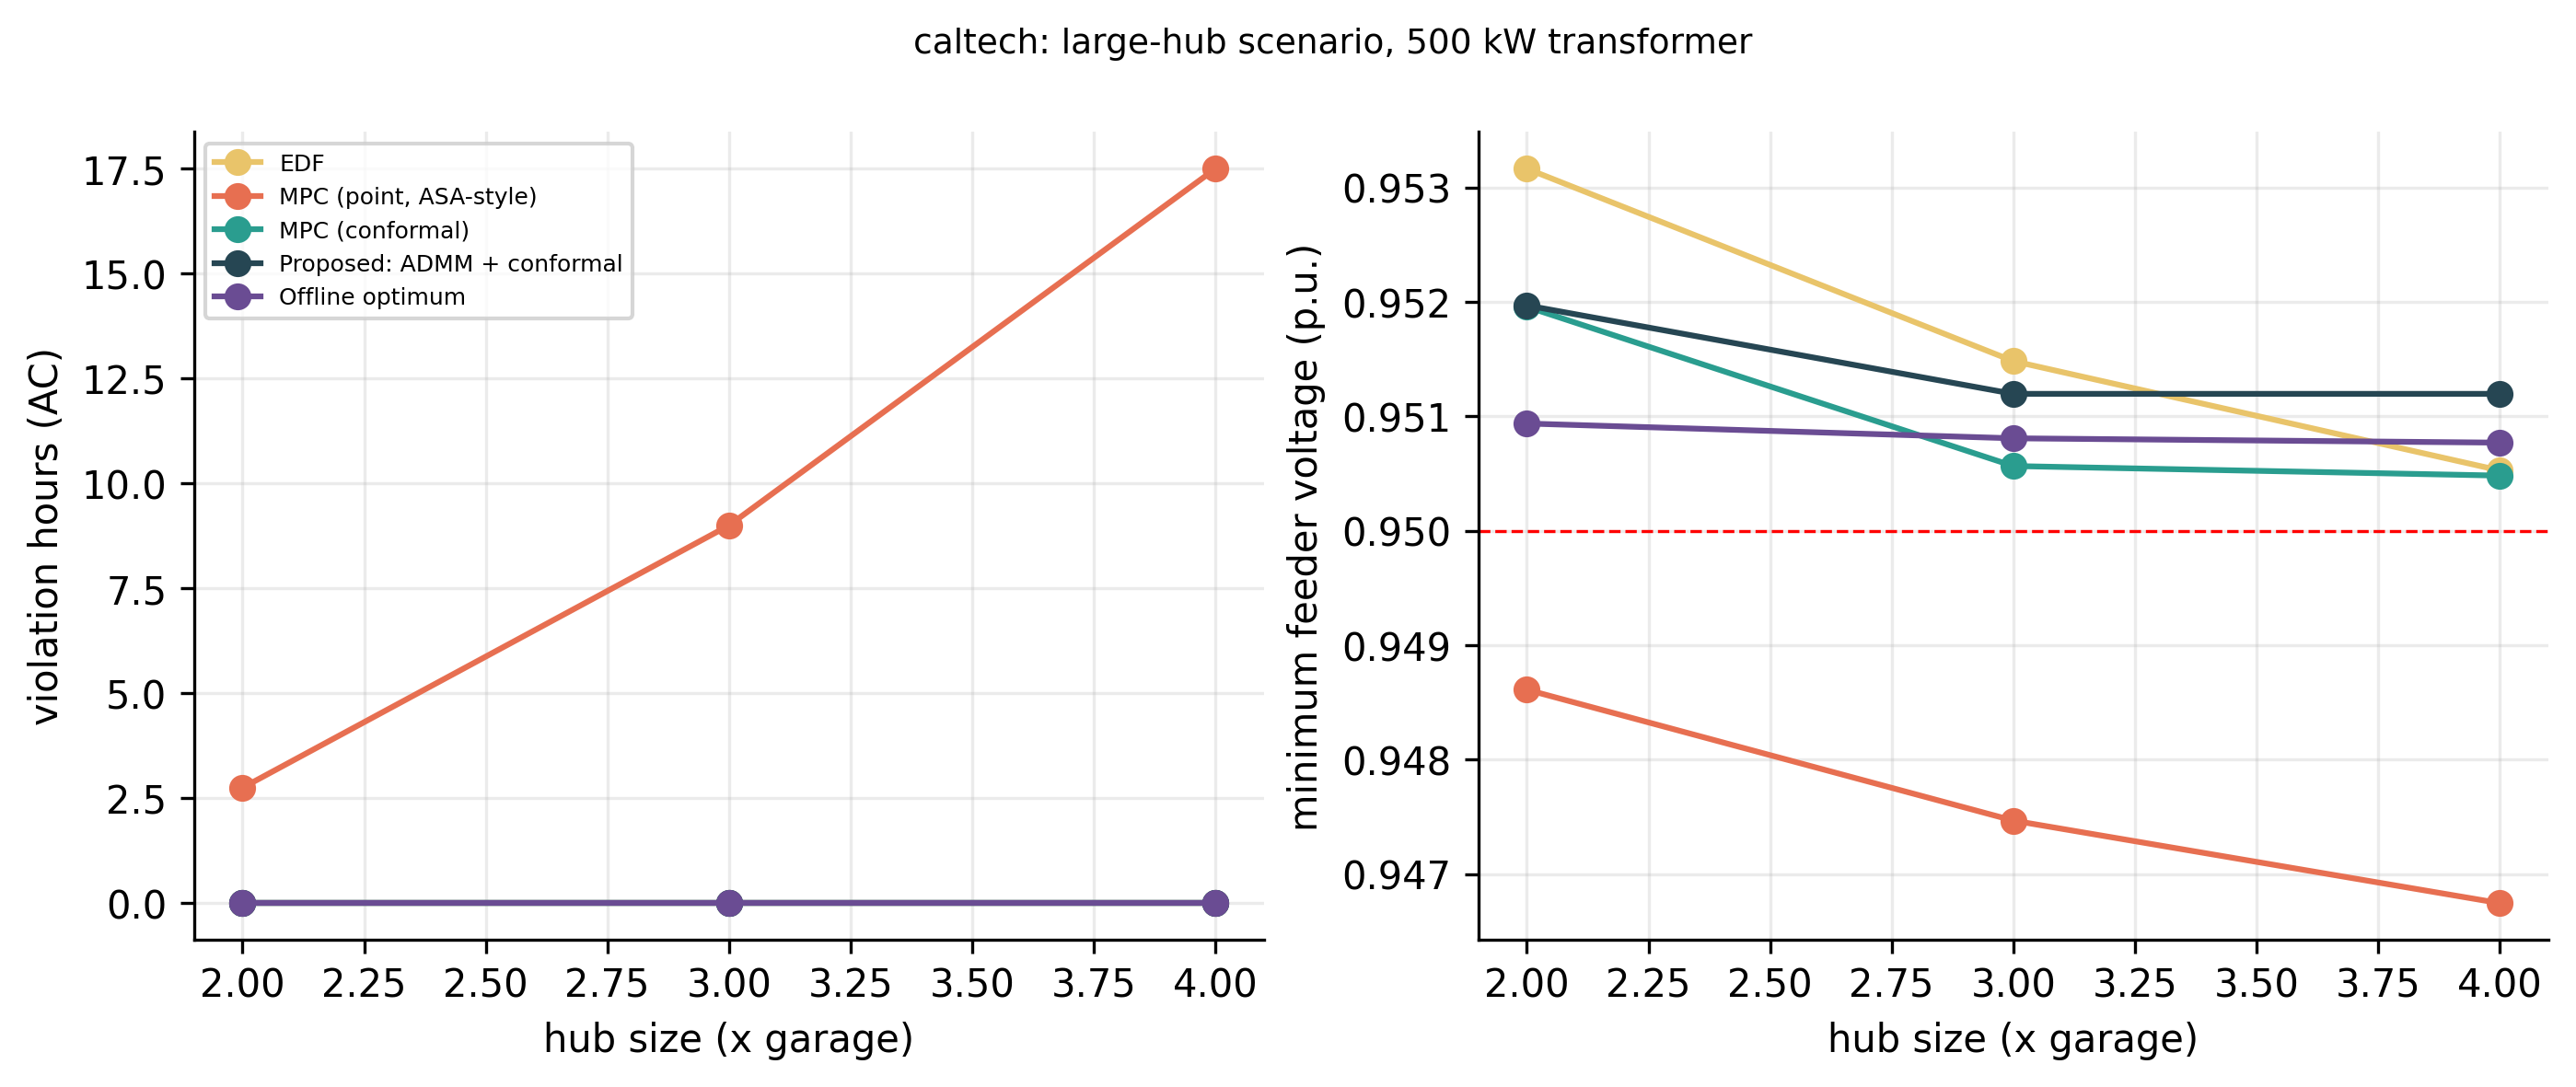 caltech: large-hub scenario, 500 kW transformer
violation hours (AC)
17.5
15.0
12.5
10.0
7.5
5.0
2.5
0.0
EDF
MPC (point, ASA-style)
MPC (conformal)
Proposed: ADMM + conformal
Offline optimum
2.00 2.25 2.50 2.75 3.00 3.25 3.50 3.75 4.00
hub size (x garage)
minimum feeder voltage (p.u.)
0.953
0.952
0.951
0.950
0.949
0.948
0.947
2.00 2.25 2.50 2.75 3.00 3.25 3.50 3.75 4.00
hub size (x garage)